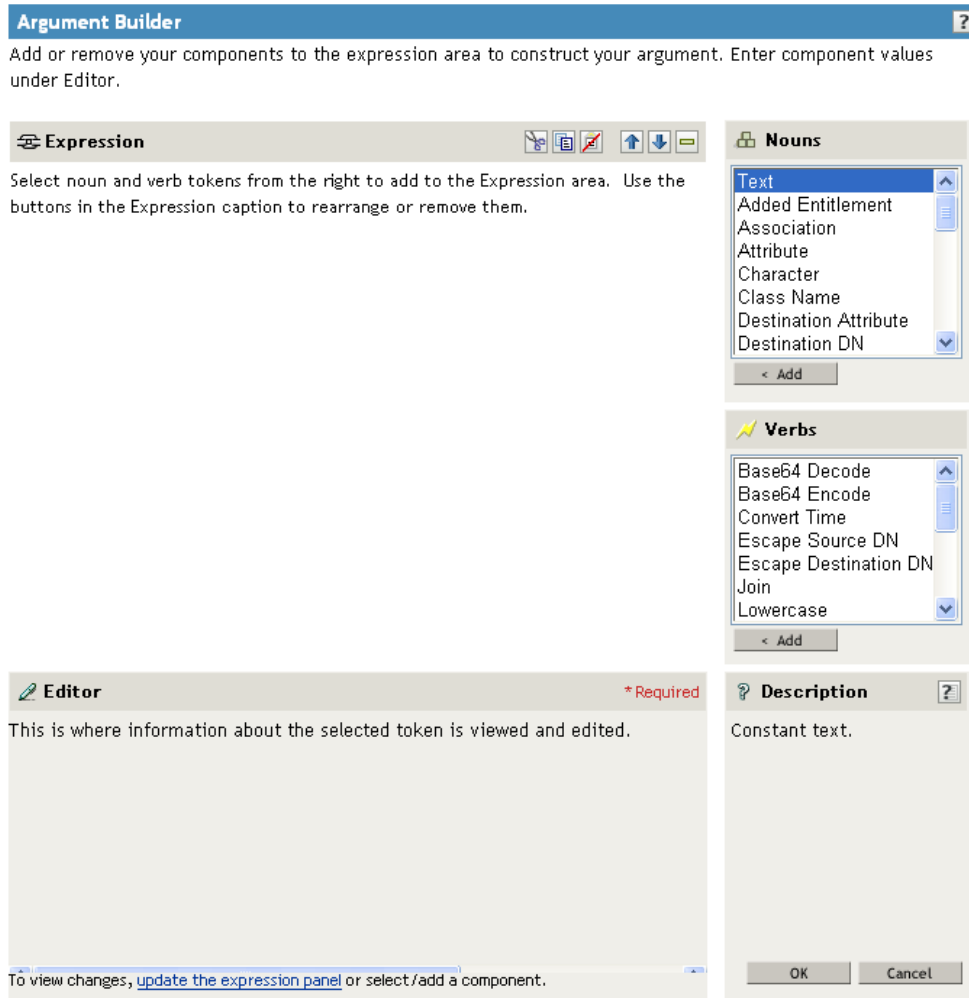 Argument Builder
?
Add or remove your components to the expression area to construct your argument. Enter component values
under Editor.
Expression
Select noun and verb tokens from the right to add to the Expression area. Use the
buttons in the Expression caption to rearrange or remove them.
Nouns
Text
Added Entitlement
Association
Attribute
Character
Class Name
Destination Attribute
Destination DN
< Add
Verbs
Base64 Decode
Base64 Encode
Convert Time
Escape Source DN
Escape Destination DN
Join
Lowercase
< Add
Editor
*Required
This is where information about the selected token is viewed and edited.
To view changes, update the expression panel or select/add a component.
? Description
?
Constant text.
OK
Cancel